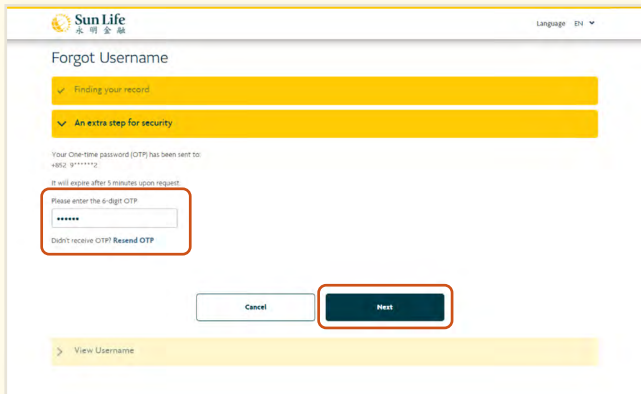 Sun Life
永明金融
Language EN
Forgot Username
Finding your record
An extra step for security
Your One-time password (OTP) has been sent to:
+852 9******2
It will expire after 5 minutes upon request
Please enter the 6-digit OTP
••••••
Didn't receive OTP? Resend OTP
Cancel
Next
View Username